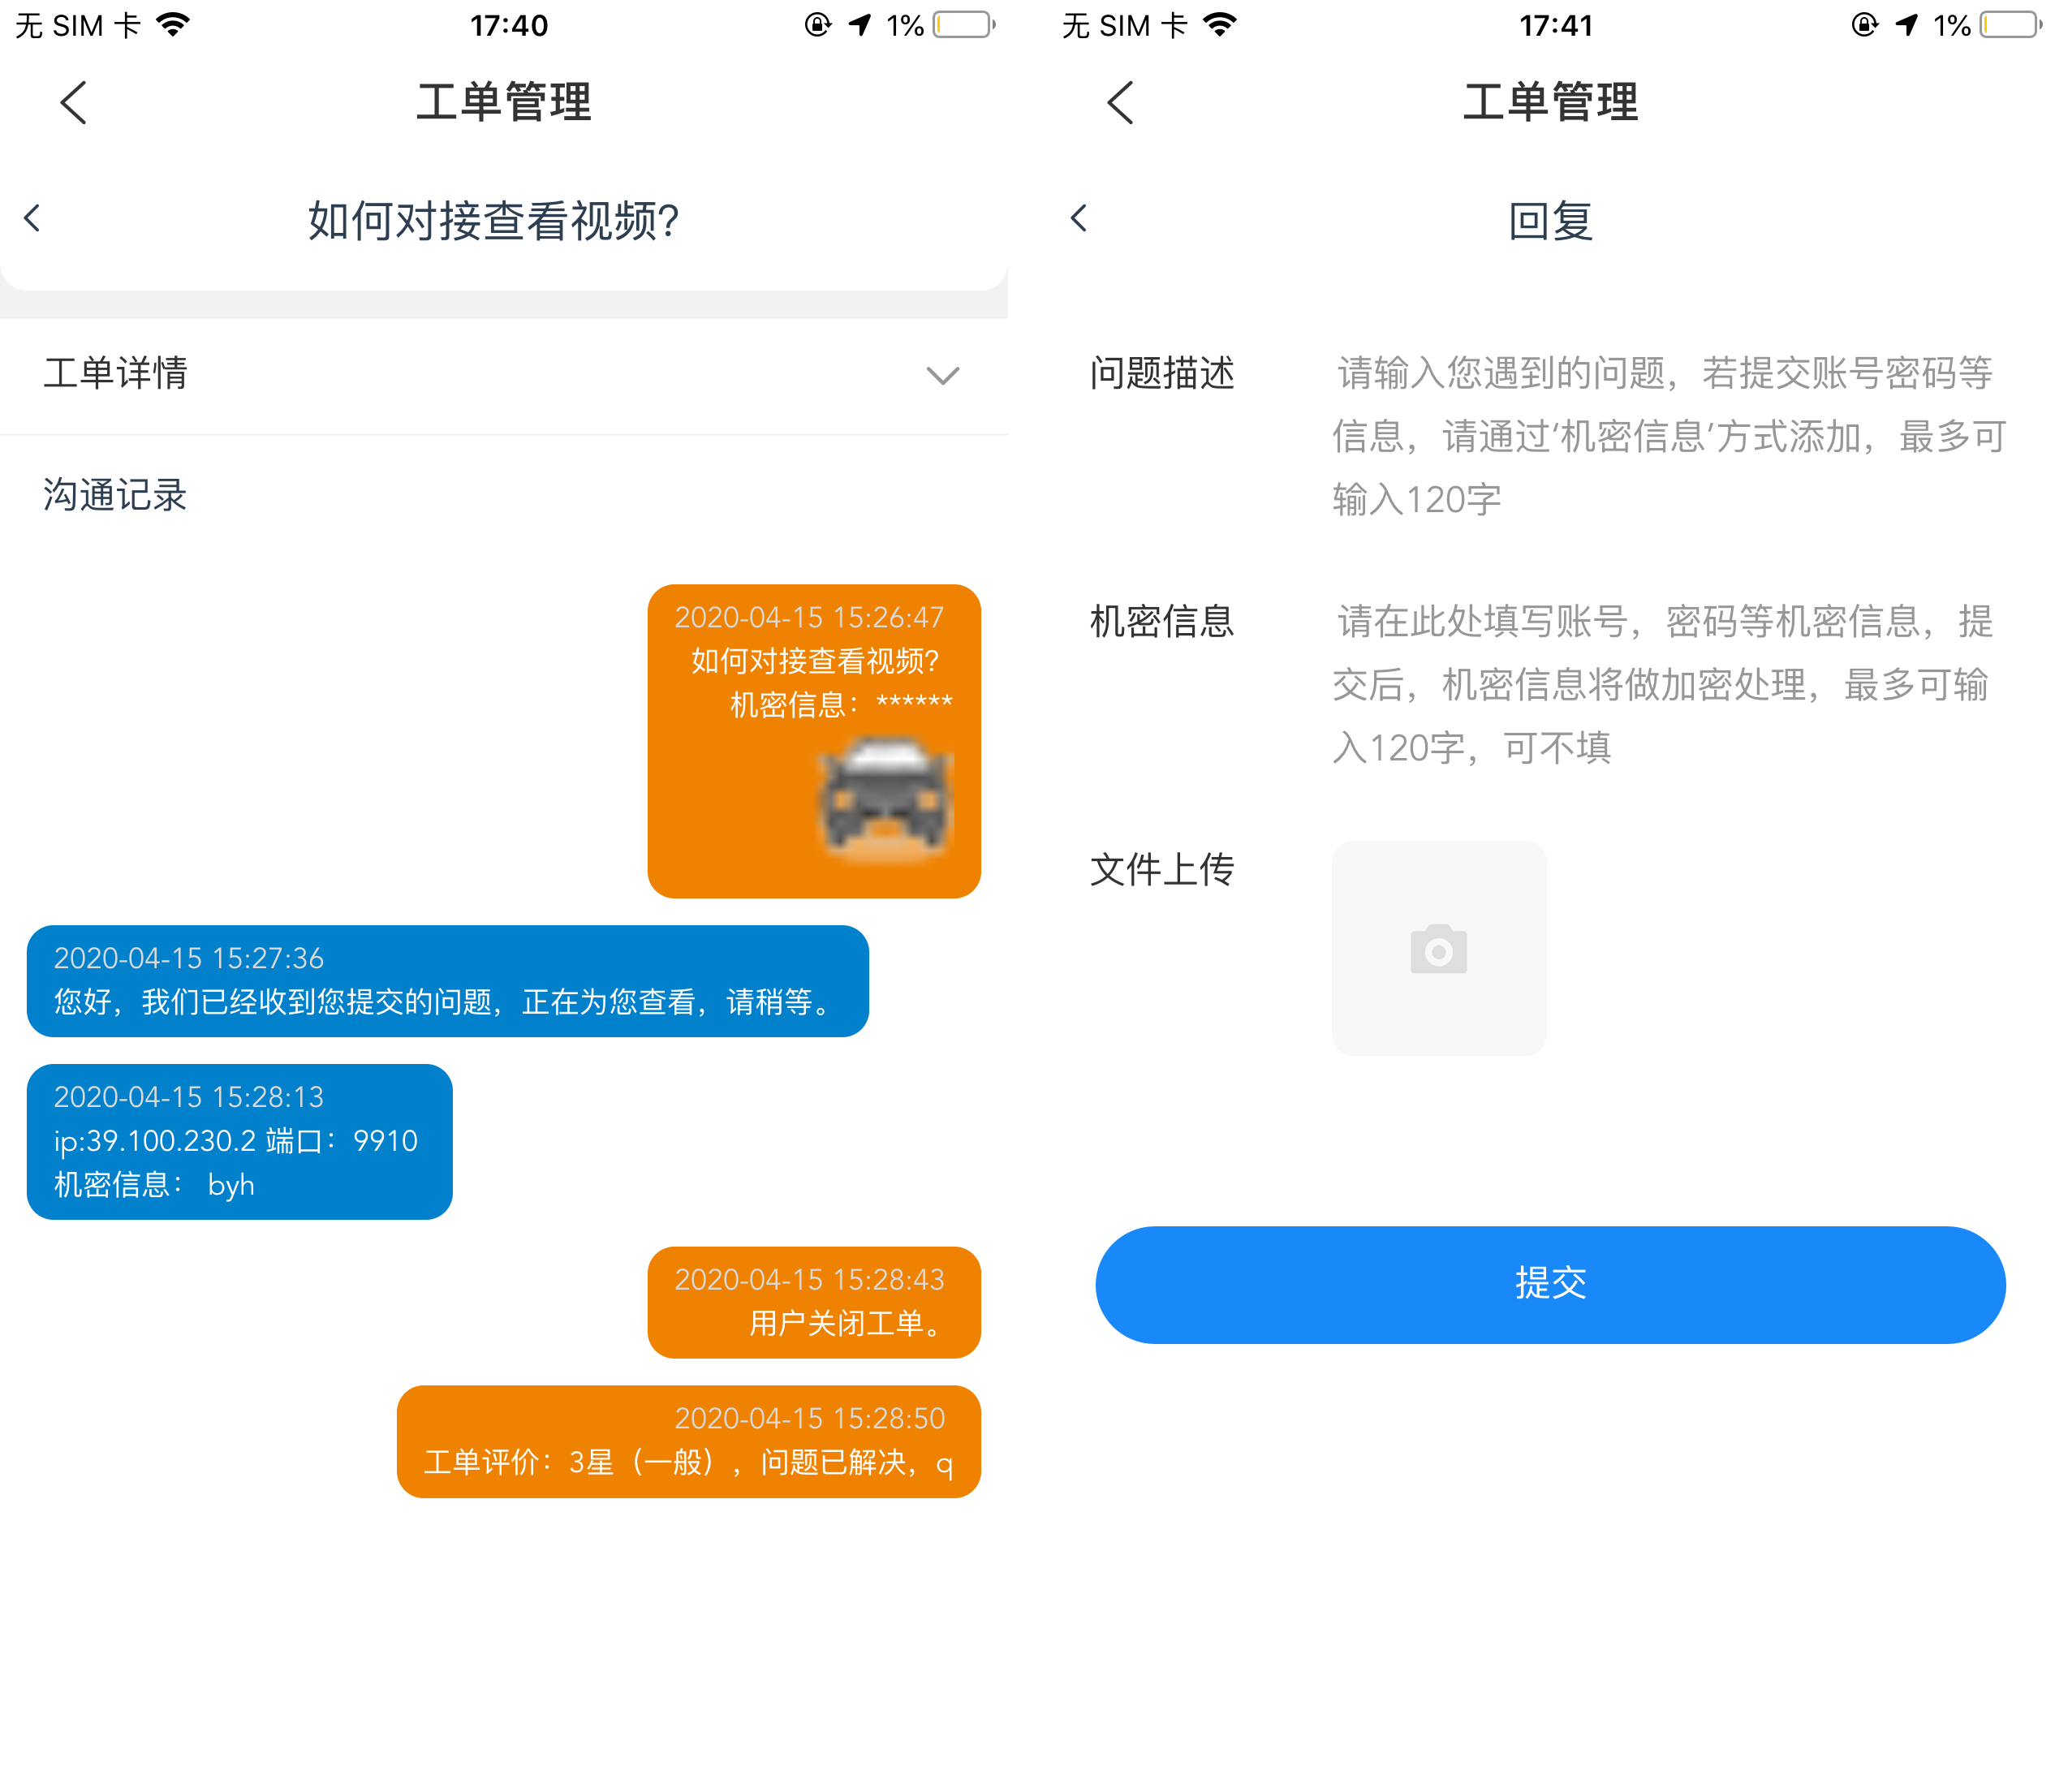 无 SIM 卡
17:40
1%
工单管理
如何对接查看视频?
工单详情
沟通记录
2020-04-15 15:26:47
如何对接查看视频?
机密信息：******
2020-04-15 15:27:36
您好，我们已经收到您提交的问题，正在为您查看，请稍等。
2020-04-15 15:28:13
ip:39.100.230.2 端口：9910
机密信息： byh
2020-04-15 15:28:43
用户关闭工单。
2020-04-15 15:28:50
工单评价：3星（一般），问题已解决，q
无 SIM 卡
17:41
1%
工单管理
回复
问题描述
请输入您遇到的问题，若提交账号密码等
信息，请通过‘机密信息’方式添加，最多可
输入120字
机密信息
请在此处填写账号，密码等机密信息，提
交后，机密信息将做加密处理，最多可输
入120字，可不填
文件上传
提交